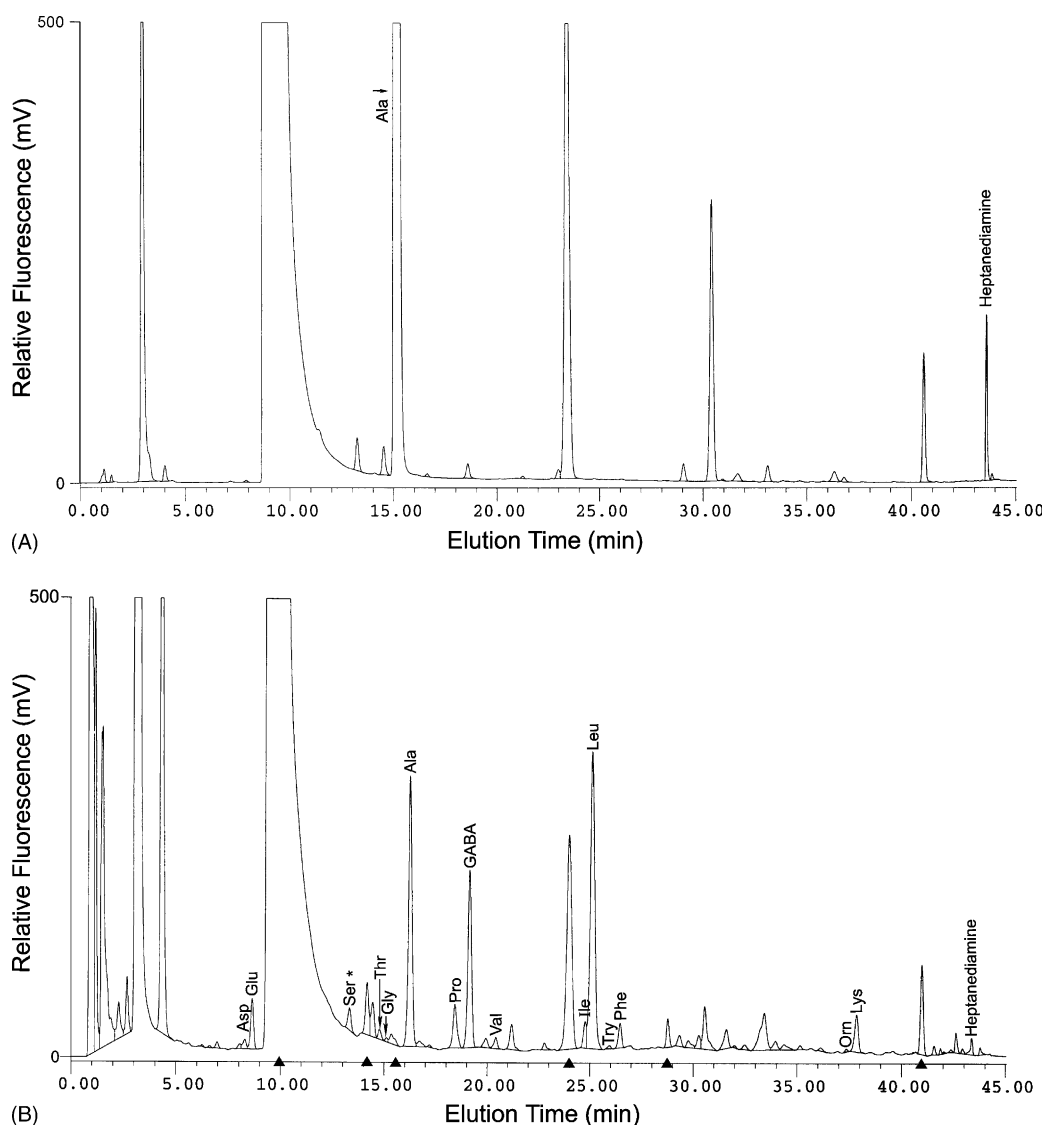 500
Relative Fluorescence (mV)
Ala
Heptanediamine
0
0.00 5.00 10.00 15.00 20.00 25.00 30.00 35.00 40.00 45.00
(A)
Elution Time (min)
500
Relative Fluorescence (mV)
Asp
Glu
Ser *
Thr
Gly
Ala
Pro
GABA
Val
Leu
Ile
Try
Phe
Orn
Lys
Heptanediamine
0
0.00 5.00 10.00 15.00 20.00 25.00 30.00 35.00 40.00 45.00
(B)
Elution Time (min)